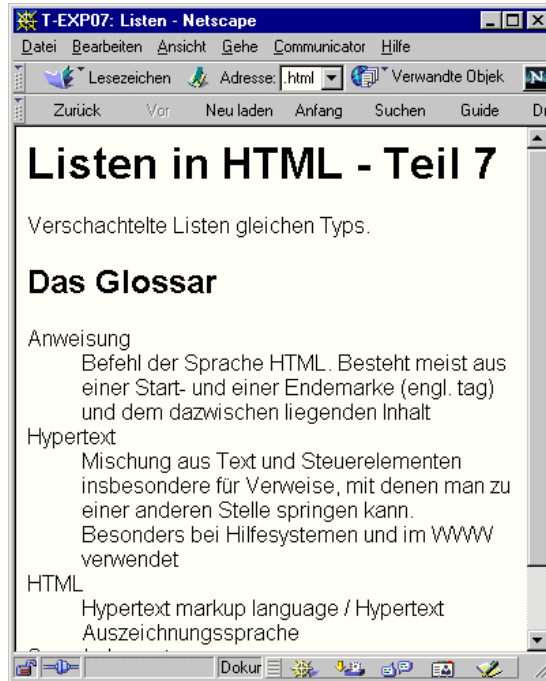 T-EXP07: Listen - Netscape
Datei Bearbeiten Ansicht Gehe Communicator Hilfe
Lesezeichen Adresse: .html Verwandte Objek N
Zurück Vor Neu laden Anfang Suchen Guide Dr
Listen in HTML - Teil 7
Verschachtelte Listen gleichen Typs.
Das Glossar
Anweisung
Befehl der Sprache HTML. Besteht meist aus
einer Start- und einer Endemarke (engl. tag)
und dem dazwischen liegenden Inhalt
Hypertext
Mischung aus Text und Steuerelementen
insbesondere für Verweise, mit denen man zu
einer anderen Stelle springen kann.
Besonders bei Hilfesystemen und im WWW
verwendet
HTML
Hypertext markup language / Hypertext
Auszeichnungssprache
Dokur